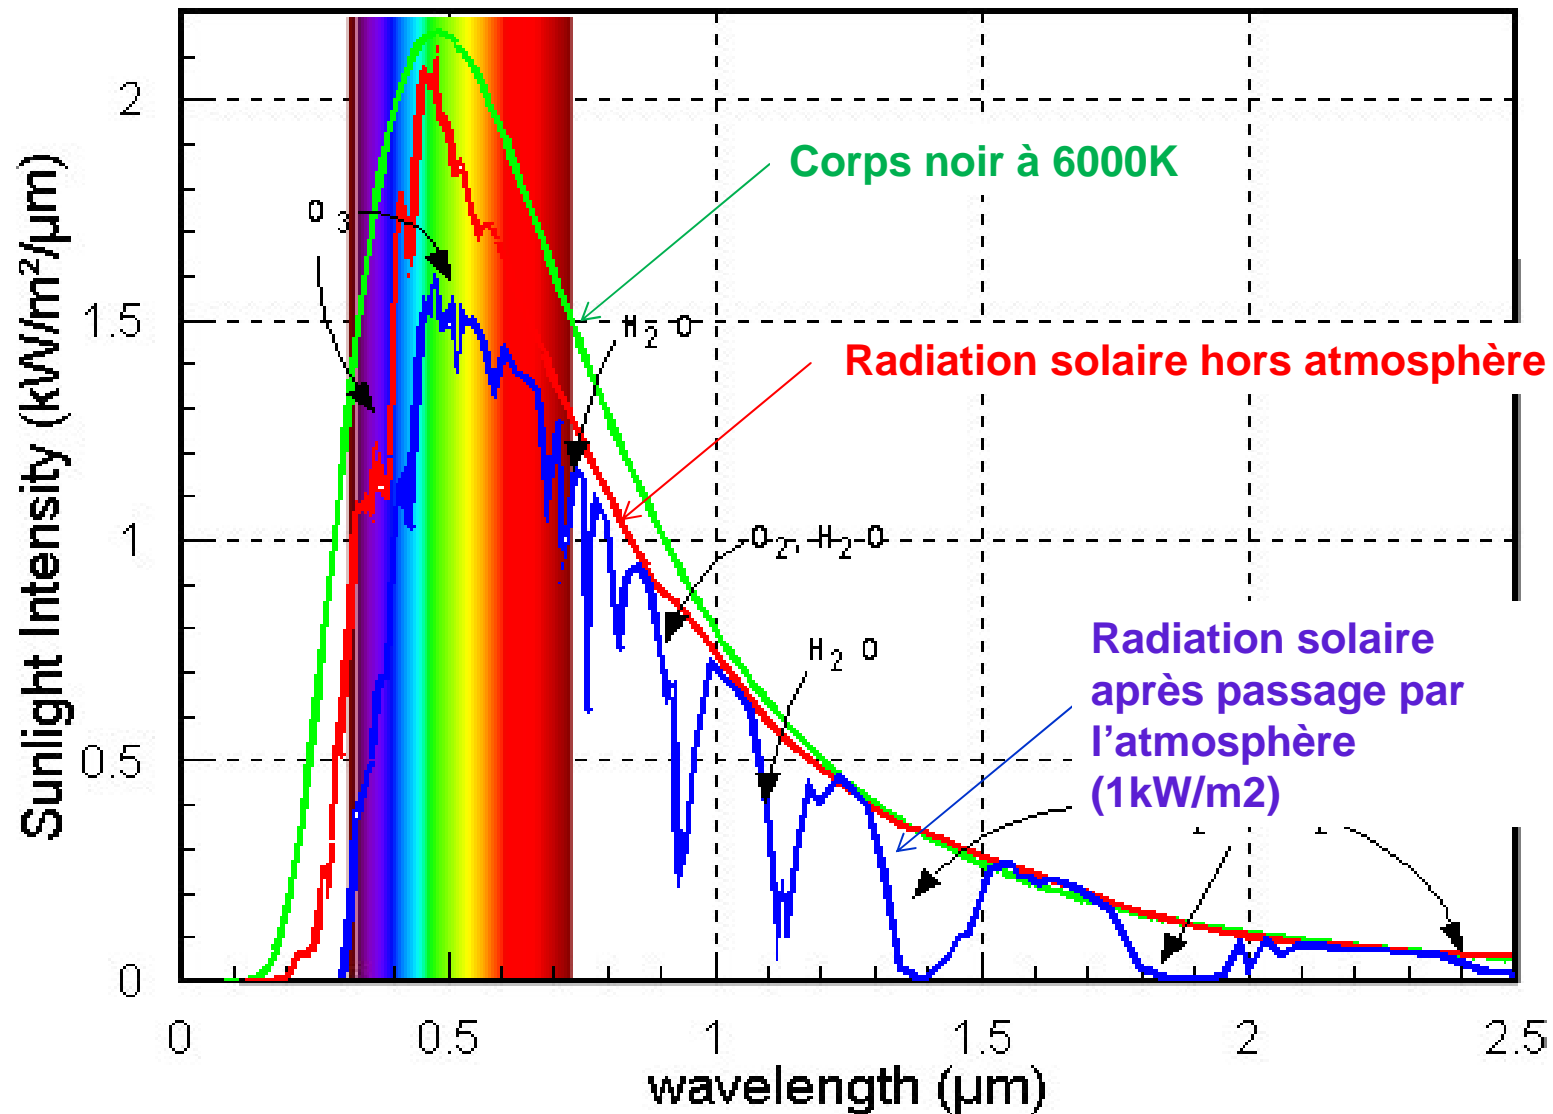 Sunlight Intensity (kW/m²/µm)
2
1.5
1
0.5
0
Corps noir à 6000K
O3
H2O
Radiation solaire hors atmosphère
O2, H2O
H2O
Radiation solaire
après passage par
l'atmosphère
(1kW/m2)
0
0.5
1
1.5
2
2.5
wavelength (µm)